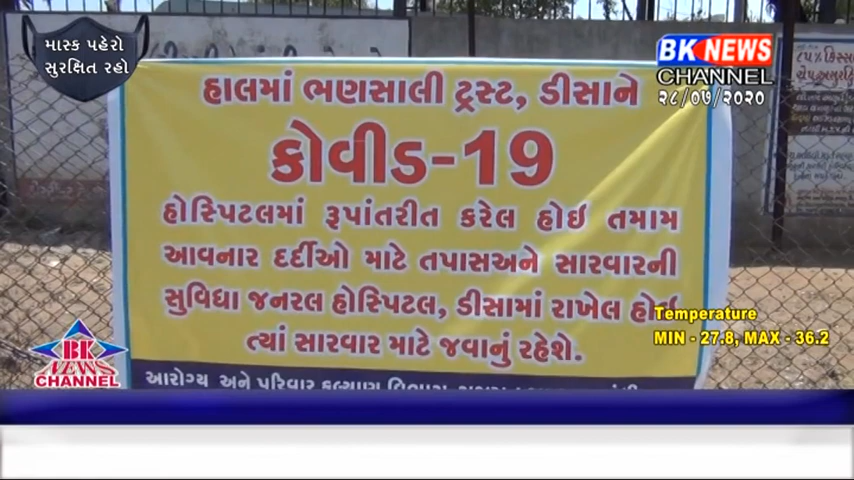 માસ્ક પહેરો
સુરક્ષિત રહો
BK NEWS
CHANNEL
૨૮/૦૭/૨૦૨૦
હાલમાં ભણસાલી ટ્રસ્ટ, ડીસાને
કોવીડ-19
હોસ્પિટલમાં રૂપાંતરીત કરેલ હોઇ તમામ
આવનાર દર્દીઓ માટે તપાસઅને સારવારની
સુવિધા જનરલ હોસ્પિટલ, ડીસામાં રાખેલ હોઇ
ત્યાં સારવાર માટે જવાનું રહેશે.
આરોગ્ય અને પરિવાર કલ્યાણ વિભાગ
Temperature
MIN - 27.8, MAX - 36.2
BK
NEWS
CHANNEL